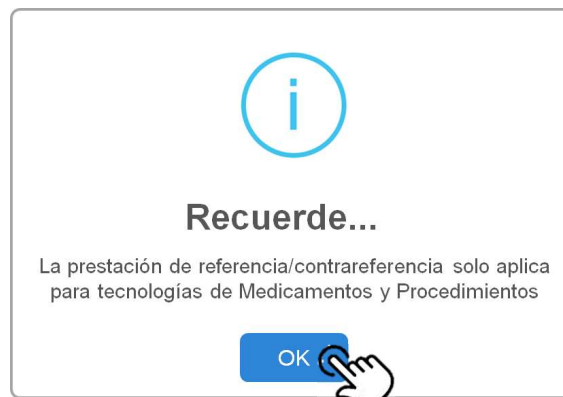 i
Recuerde...
La prestación de referencia/contrareferencia solo aplica
para tecnologías de Medicamentos y Procedimientos
OK